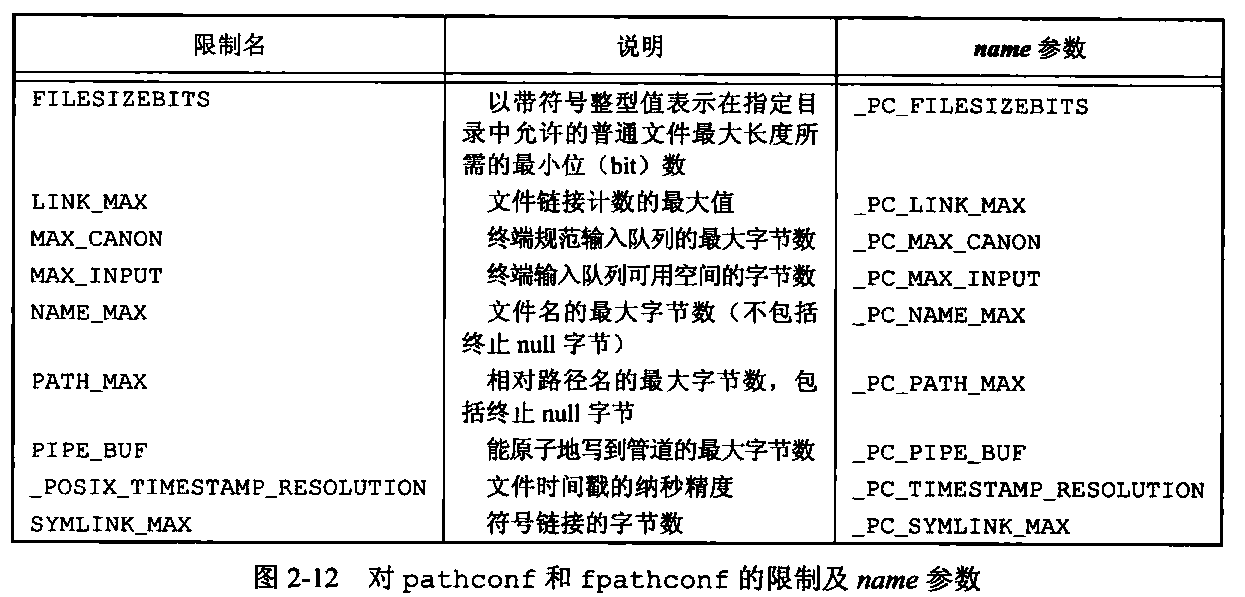 限制名 说明 name 参数
FILESIZEBITS 以带符号整型值表示在指定目 _PC_FILESIZEBITS
录中允许的普通文件最大长度所
需的最小位（bit）数
LINK_MAX 文件链接计数的最大值 _PC_LINK_MAX
MAX_CANON 终端规范输入队列的最大字节数 _PC_MAX_CANON
MAX_INPUT 终端输入队列可用空间的字节数 _PC_MAX_INPUT
NAME_MAX 文件名的最大字节数（不包括 _PC_NAME_MAX
终止 null 字节）
PATH_MAX 相对路径名的最大字节数，包 _PC_PATH_MAX
括终止 null 字节
PIPE_BUF 能原子地写到管道的最大字节数 _PC_PIPE_BUF
_POSIX_TIMESTAMP_RESOLUTION 文件时间戳的纳秒精度 _PC_TIMESTAMP_RESOLUTION
SYMLINK_MAX 符号链接的字节数 _PC_SYMLINK_MAX
图 2-12 对 pathconf 和 fpathconf 的限制及 name 参数